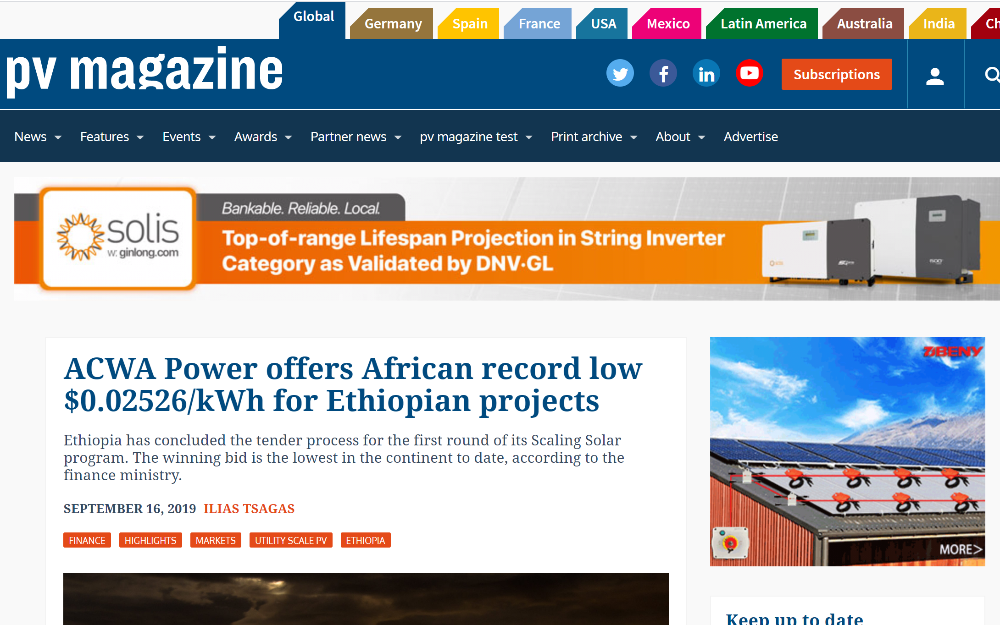 Global
Germany
Spain
France
USA
Mexico
Latin America
Australia
India
Ch
pv magazine
Subscriptions
News
Features
Events
Awards
Partner news
pv magazine test
Print archive
About
Advertise
solis
w: ginlong.com
Bankable. Reliable. Local.
Top-of-range Lifespan Projection in String Inverter
Category as Validated by DNV·GL
BENY
ACWA Power offers African record low
$0.02526/kWh for Ethiopian projects
Ethiopia has concluded the tender process for the first round of its Scaling Solar
program. The winning bid is the lowest in the continent to date, according to the
finance ministry.
SEPTEMBER 16, 2019 ILIAS TSAGAS
FINANCE
HIGHLIGHTS
MARKETS
UTILITY SCALE PV
ETHIOPIA
MORE>
Keep up to date